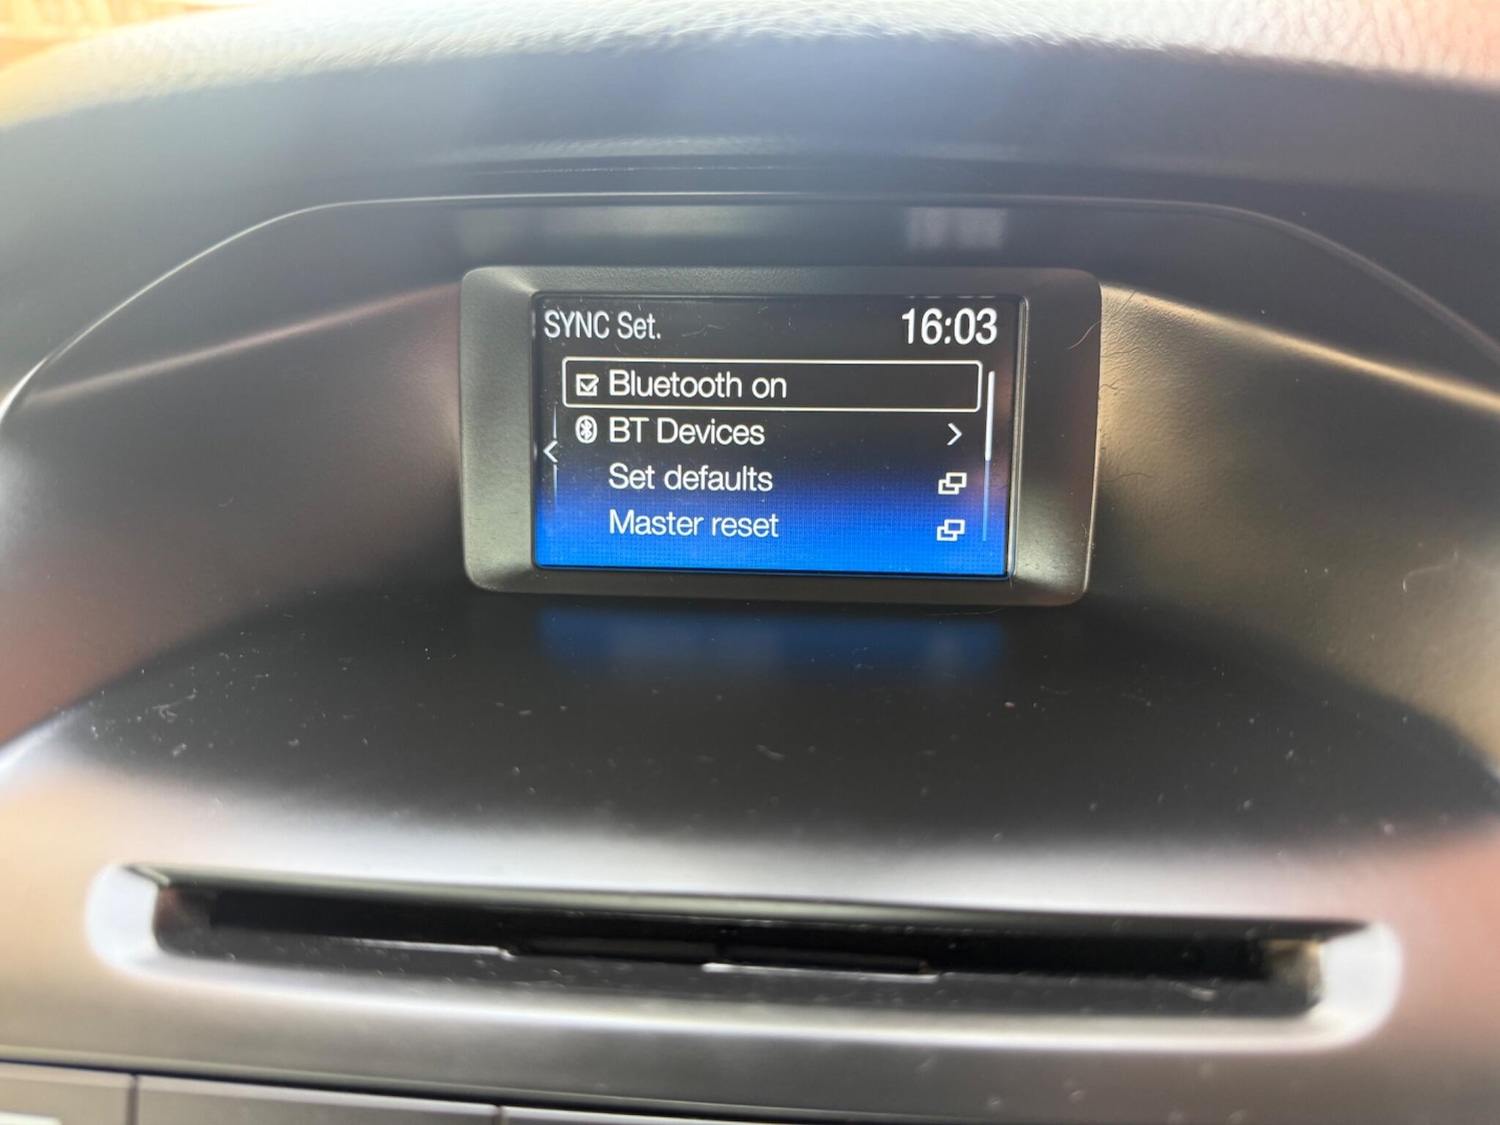 SYNC Set. 16:03
Bluetooth on
BT Devices
Set defaults
Master reset